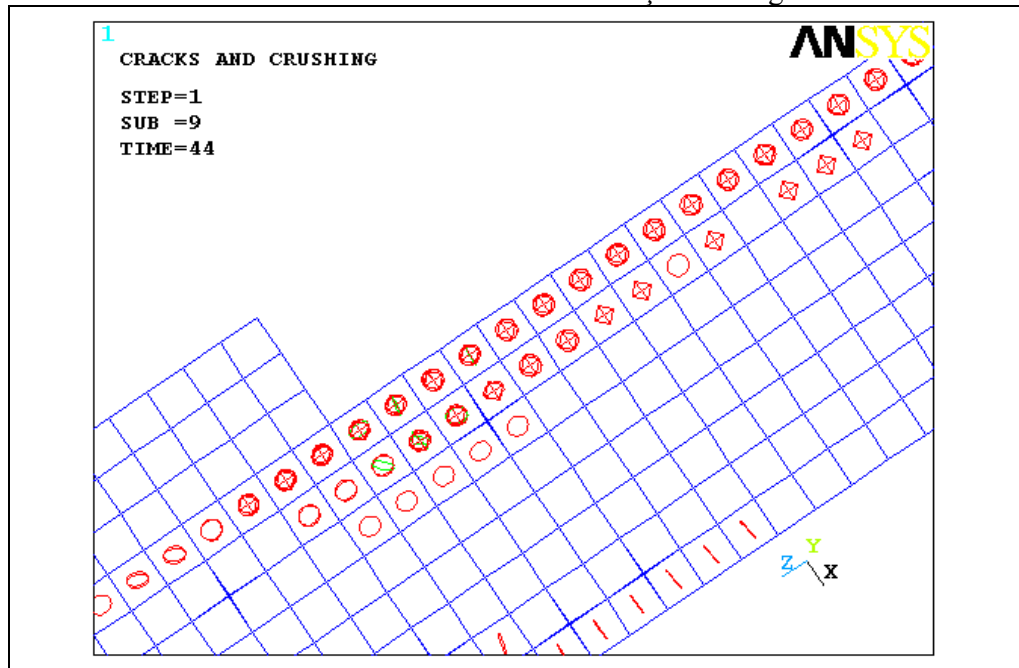 1
ANSYS
CRACKS AND CRUSHING
STEP=1
SUB =9
TIME=44
Y
Z
X